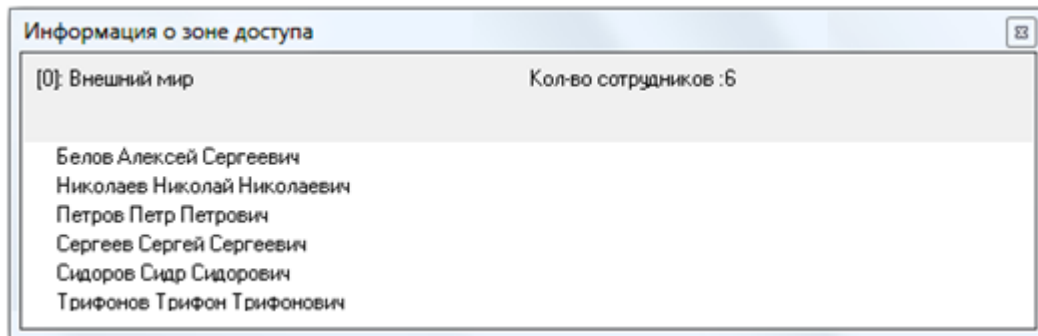 Информация о зоне доступа
[0]: Внешний мир Кол-во сотрудников :6
Белов Алексей Сергеевич
Николаев Николай Николаевич
Петров Петр Петрович
Сергеев Сергей Сергеевич
Сидоров Сидр Сидорович
Трифонов Трифон Трифонович